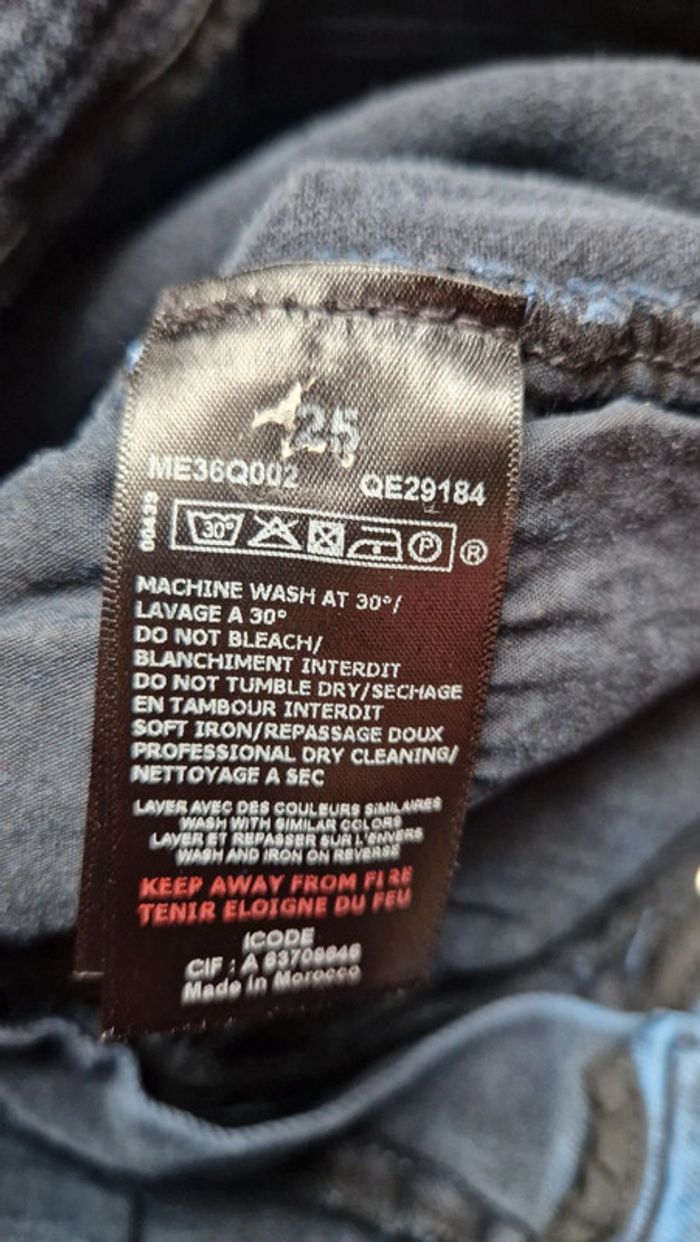 25
ME36Q002 QE29184
00A39
30° P ®
MACHINE WASH AT 30°/
LAVAGE A 30°
DO NOT BLEACH/
BLANCHIMENT INTERDIT
DO NOT TUMBLE DRY/SECHAGE
EN TAMBOUR INTERDIT
SOFT IRON/REPASSAGE DOUX
PROFESSIONAL DRY CLEANING/
NETTOYAGE A SEC
LAVER AVEC DES COULEURS SIMILAIRES
WASH WITH SIMILAR COLORS
LAVER ET REPASSER SUR L'ENVERS
WASH AND IRON ON REVERSE
KEEP AWAY FROM FIRE
TENIR ELOIGNE DU FEU
ICODE
CIF : A
Made in Morocco